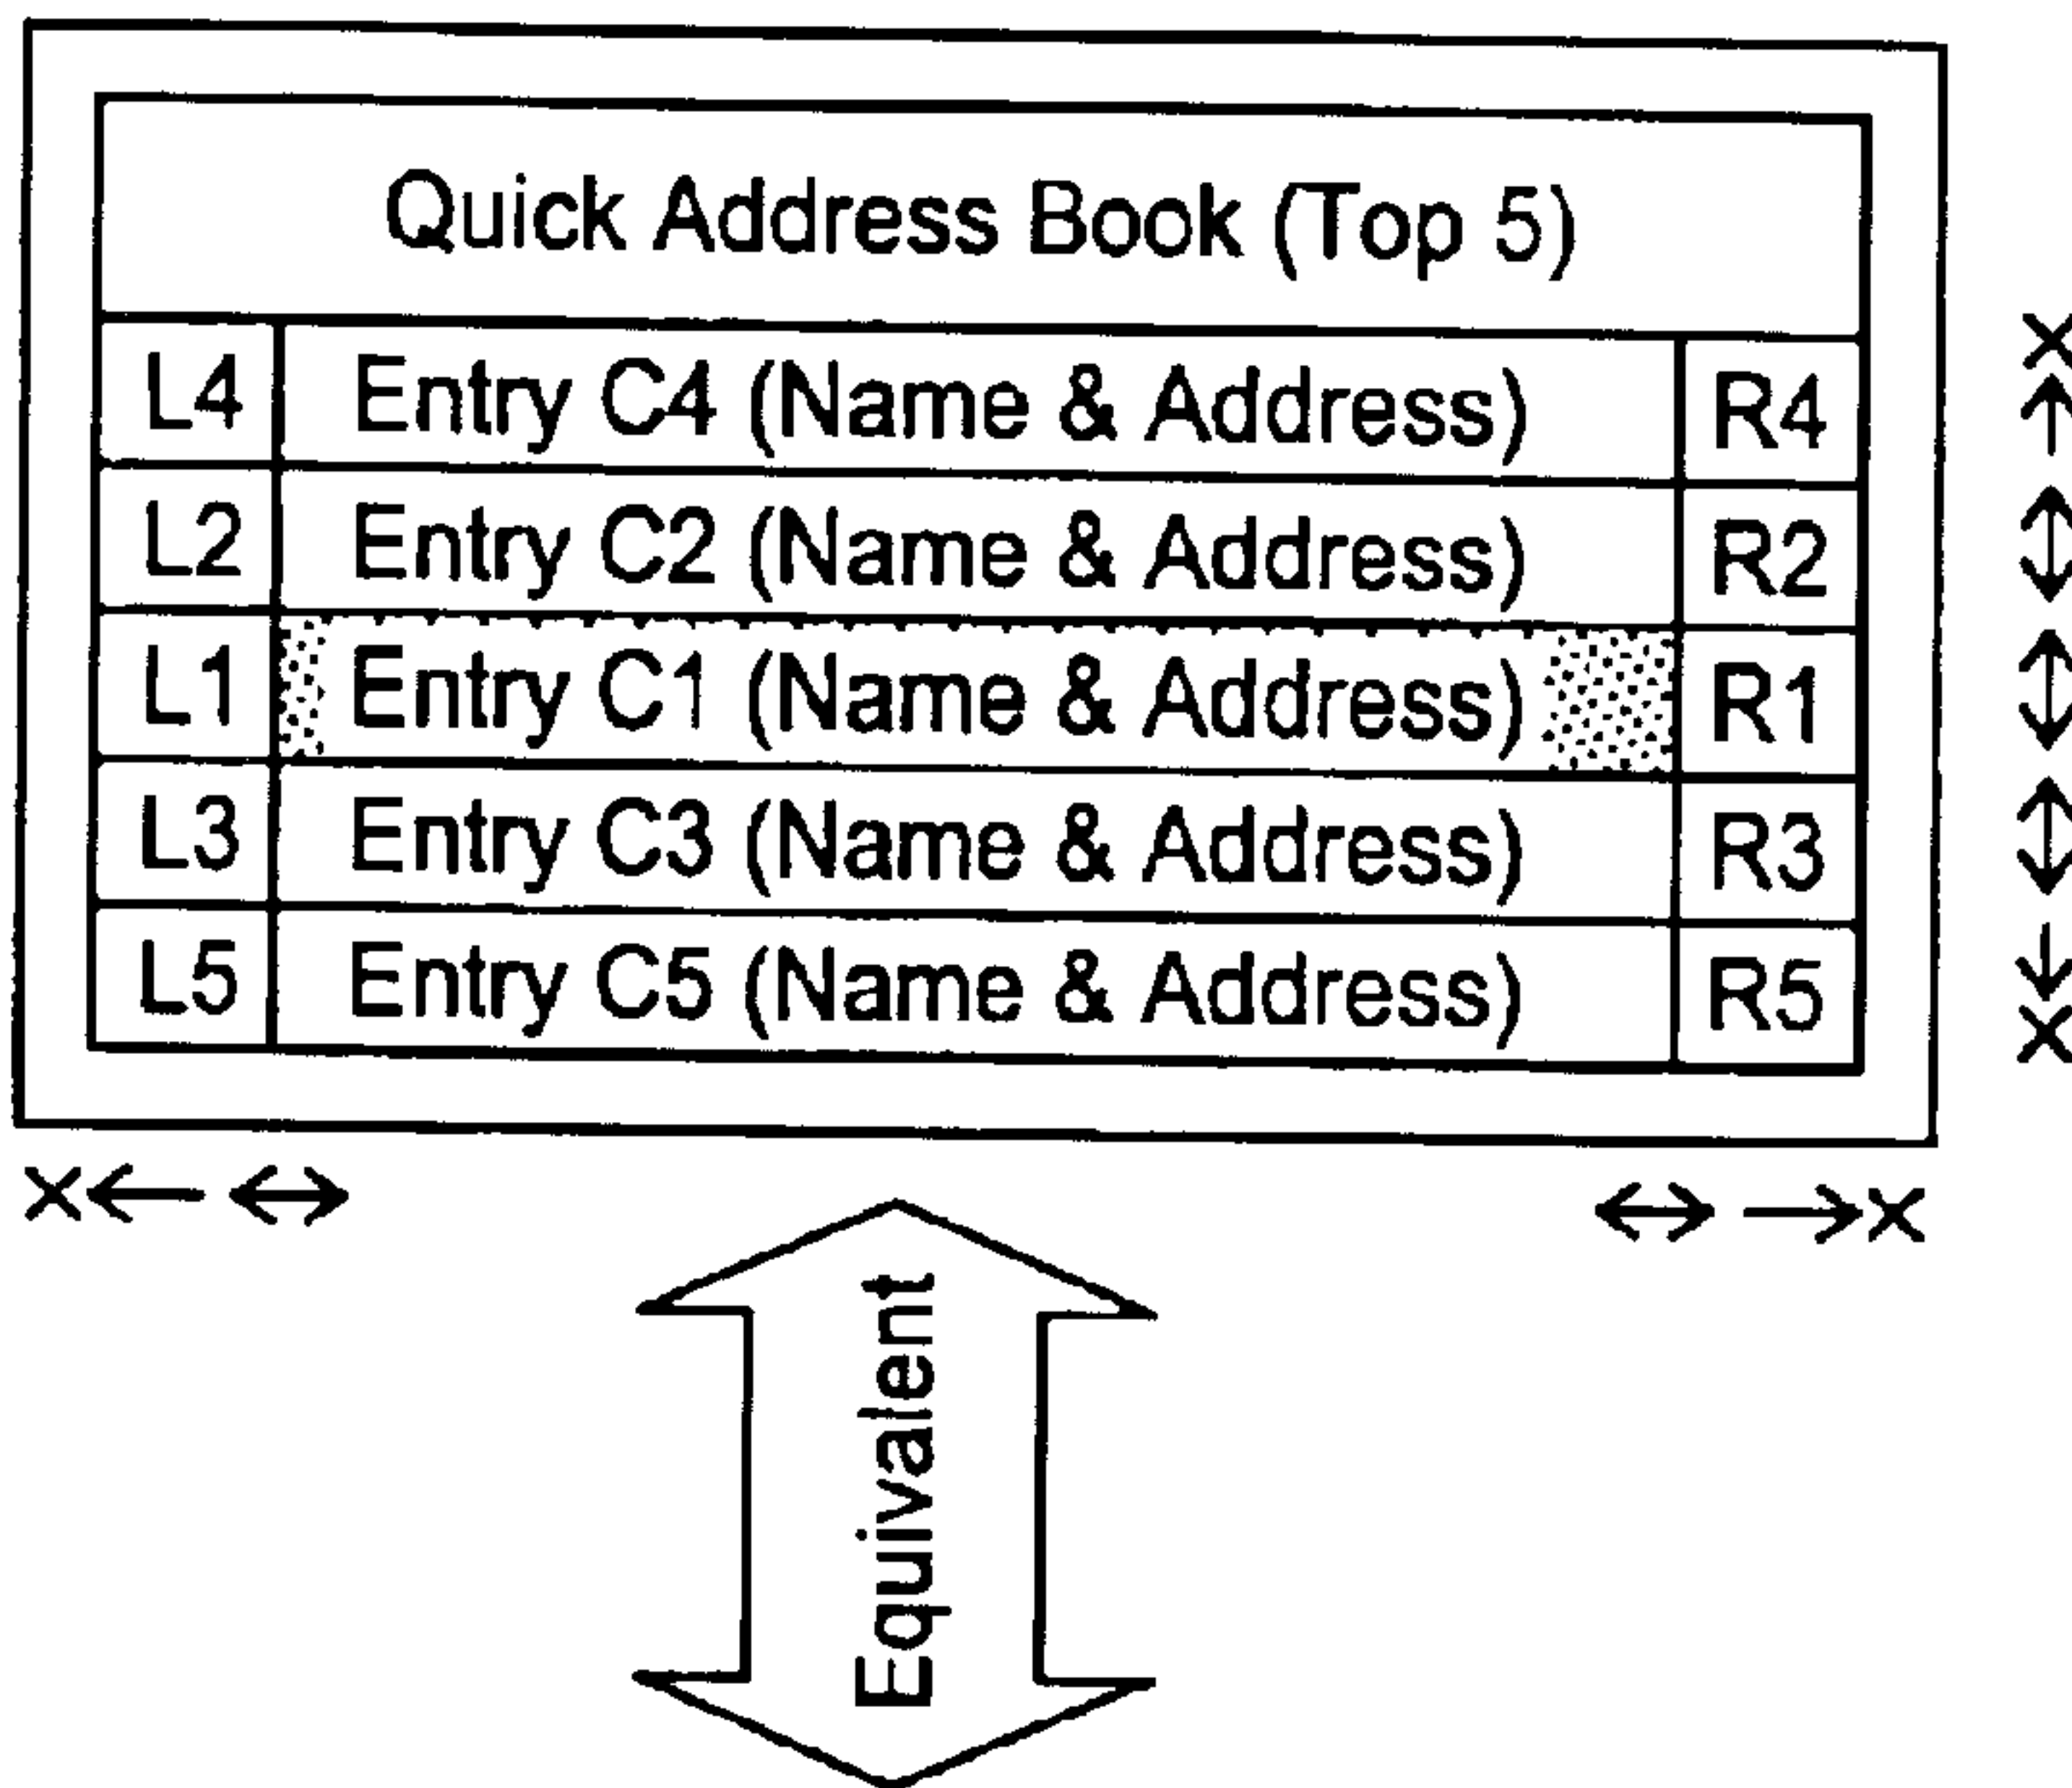 Quick Address Book (Top 5)
L4 Entry C4 (Name & Address) R4
L2 Entry C2 (Name & Address) R2
L1 Entry C1 (Name & Address) R1
L3 Entry C3 (Name & Address) R3
L5 Entry C5 (Name & Address) R5
Equivalent